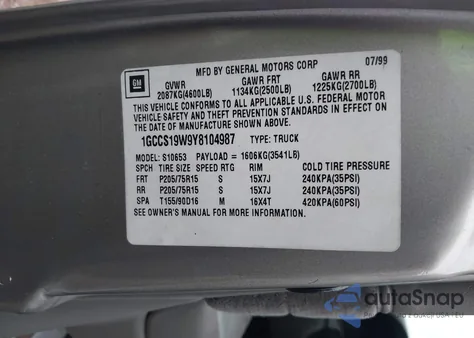 MFD BY GENERAL MOTORS CORP 07/99
GM GVWR GAWR FRT GAWR RR
2087KG(4600LB) 1134KG(2500LB) 1225KG(2700LB)
THIS VEHICLE CONFORMS TO ALL APPLICABLE U.S. FEDERAL MOTOR
VEHICLE SAFETY AND THEFT PREVENTION STANDARDS IN EFFECT ON
THE DATE OF MANUFACTURE SHOWN ABOVE.
1GCCS19W9Y8104987 TYPE: TRUCK
MODEL: S10653 PAYLOAD = 1606KG(3541LB)
SPCH TIRE SIZE SPEED RTG RIM COLD TIRE PRESSURE
FRT P205/75R15 S 15X7J 240KPA(35PSI)
RR P205/75R15 S 15X7J 240KPA(35PSI)
SPA T155/90D16 M 16X4T 420KPA(60PSI)
SEE OWNER'S MANUAL FOR MORE INFORMATION.
autoSnap